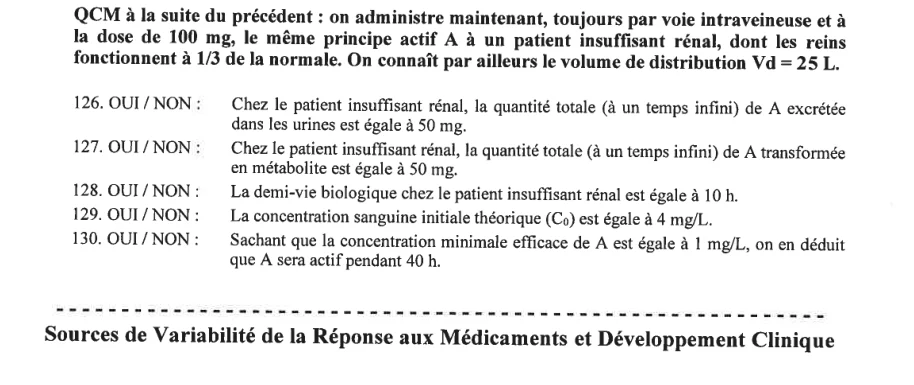 QCM à la suite du précédent : on administre maintenant, toujours par voie intraveineuse et à
la dose de 100 mg, le même principe actif A à un patient insuffisant rénal, dont les reins
fonctionnent à 1/3 de la normale. On connaît par ailleurs le volume de distribution Vd = 25 L.
126. OUI / NON : Chez le patient insuffisant rénal, la quantité totale (à un temps infini) de A excrétée
dans les urines est égale à 50 mg.
127. OUI / NON : Chez le patient insuffisant rénal, la quantité totale (à un temps infini) de A transformée
en métabolite est égale à 50 mg.
128. OUI / NON : La demi-vie biologique chez le patient insuffisant rénal est égale à 10 h.
129. OUI / NON : La concentration sanguine initiale théorique (C₀) est égale à 4 mg/L.
130. OUI / NON : Sachant que la concentration minimale efficace de A est égale à 1 mg/L, on en déduit
que A sera actif pendant 40 h.
Sources de Variabilité de la Réponse aux Médicaments et Développement Clinique